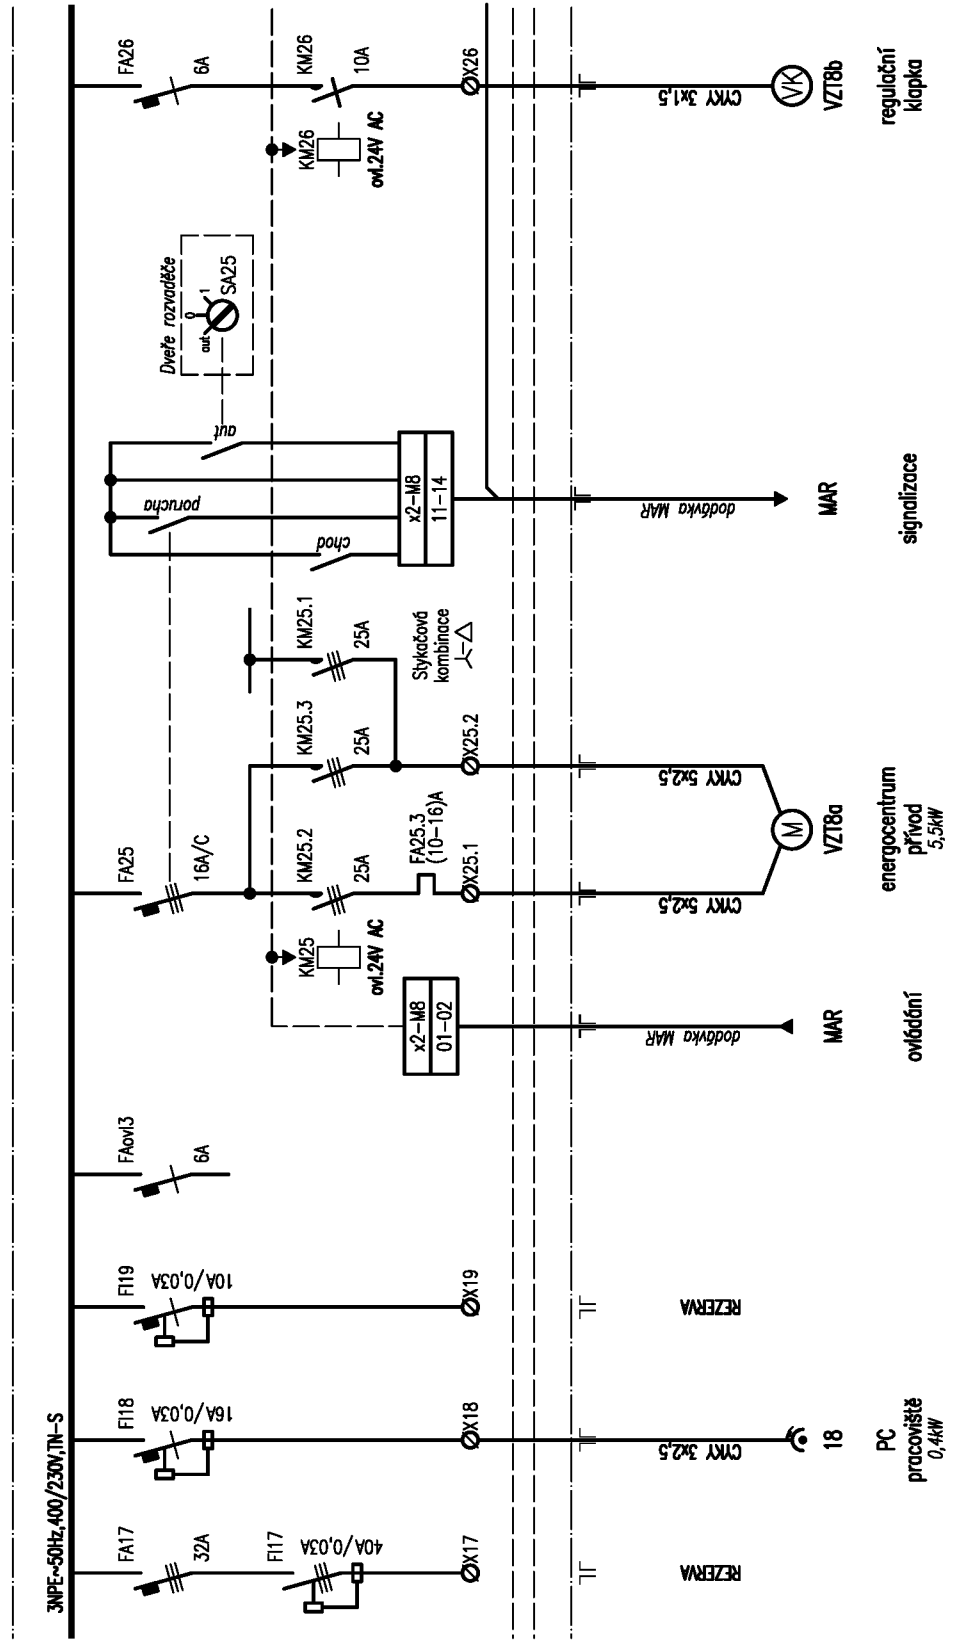 3NPE~50Hz,400/230V,TN-S
FA17
32A
FI17
40A/0,03A
X17
REZERVA
FI18
16A/0,03A
X18
CYKY 3x2,5
18
PC
pracoviště
0,4kW
FI19
10A/0,03A
X19
REZERVA
FAovl3
6A
x2-M8
01-02
dodávka MAR
MAR
ovládání
KM25
ovl.24V AC
FA25
16A/C
KM25.2
25A
FA25.3
(10-16)A
X25.1
CYKY 5x2,5
KM25.3
25A
X25.2
CYKY 5x2,5
M
VZT8a
energocentrum
přívod
5,5kW
KM25.1
25A
Stykačová
kombinace
chod
porucha
aut
x2-M8
11-14
dodávka MAR
MAR
signalizace
Dveře rozvaděče
aut
0
1
SA25
KM26
ovl.24V AC
FA26
6A
KM26
10A
X26
CYKY 3x1,5
VK
VZT8b
regulační
klapka